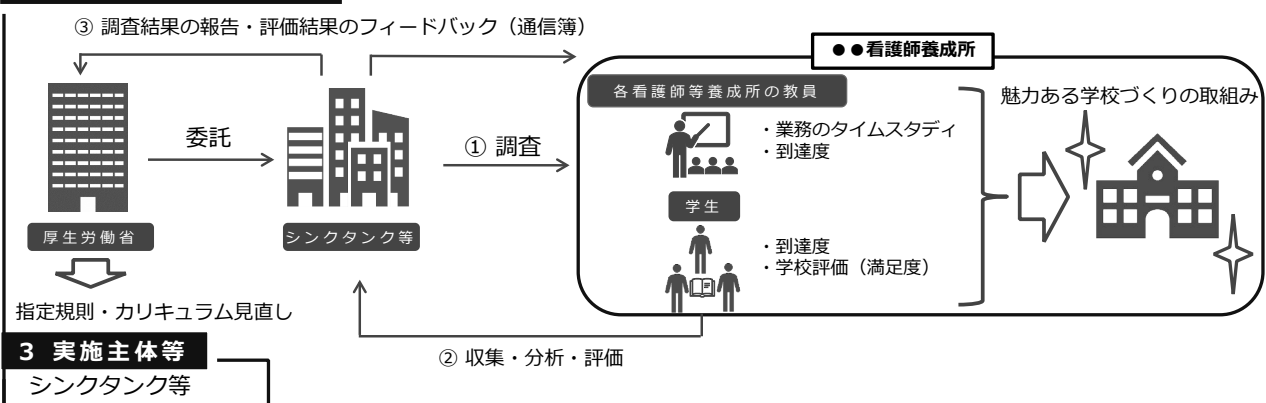 ③ 調査結果の報告・評価結果のフィードバック（通信簿）
●●看護師養成所
各看護師等養成所の教員
魅力ある学校づくりの取組み
・業務のタイムスタディ
・到達度
委託
① 調査
学生
厚生労働省
シンクタンク等
・到達度
・学校評価（満足度）
指定規則・カリキュラム見直し
3 実施主体等
② 収集・分析・評価
シンクタンク等